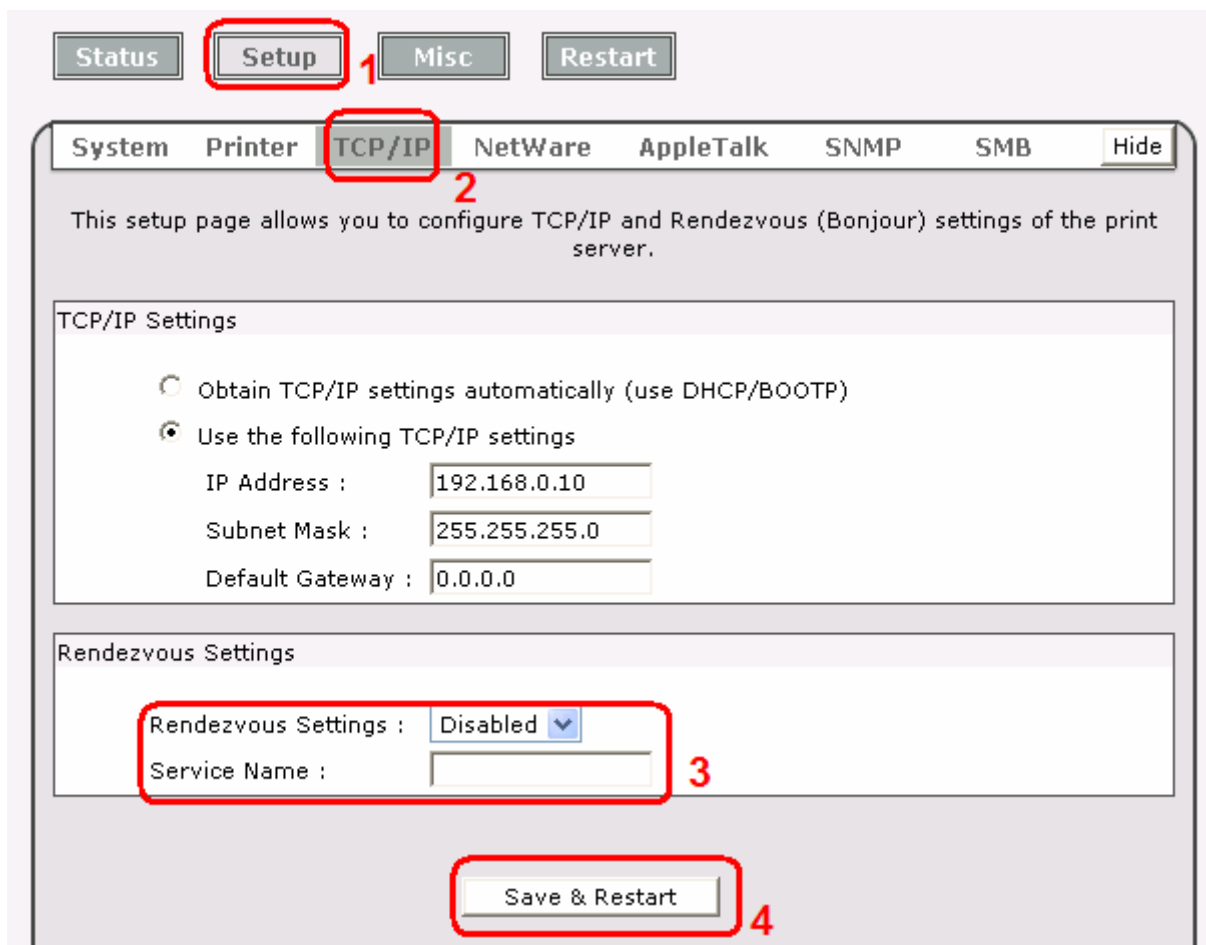 Status Setup 1 Misc Restart
System Printer TCP/IP NetWare AppleTalk SNMP SMB Hide
2
This setup page allows you to configure TCP/IP and Rendezvous (Bonjour) settings of the print
server.
TCP/IP Settings
Obtain TCP/IP settings automatically (use DHCP/BOOTP)
Use the following TCP/IP settings
IP Address : 192.168.0.10
Subnet Mask : 255.255.255.0
Default Gateway : 0.0.0.0
Rendezvous Settings
Rendezvous Settings : Disabled
Service Name : 3
Save & Restart 4